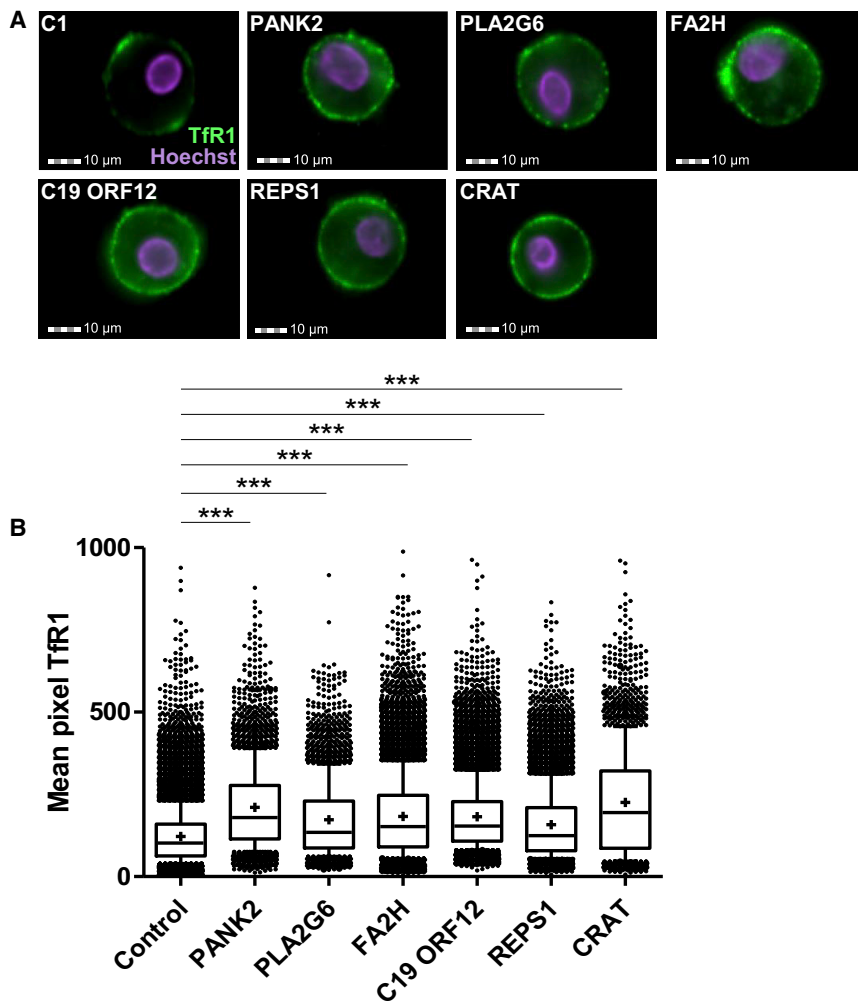 A
C1
TfR1
Hoechst
10 µm
PANK2
10 µm
PLA2G6
10 µm
FA2H
10 µm
C19 ORF12
10 µm
REPS1
10 µm
CRAT
10 µm
***
***
***
***
***
***
B
Mean pixel TfR1
1000
500
0
Control
PANK2
PLA2G6
FA2H
C19 ORF12
REPS1
CRAT